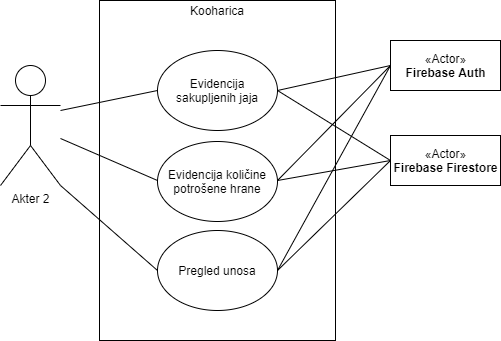 Kooharica
Evidencija
sakupljenih jaja
«Actor»
Firebase Auth
Evidencija količine
potrošene hrane
«Actor»
Firebase Firestore
Akter 2
Pregled unosa